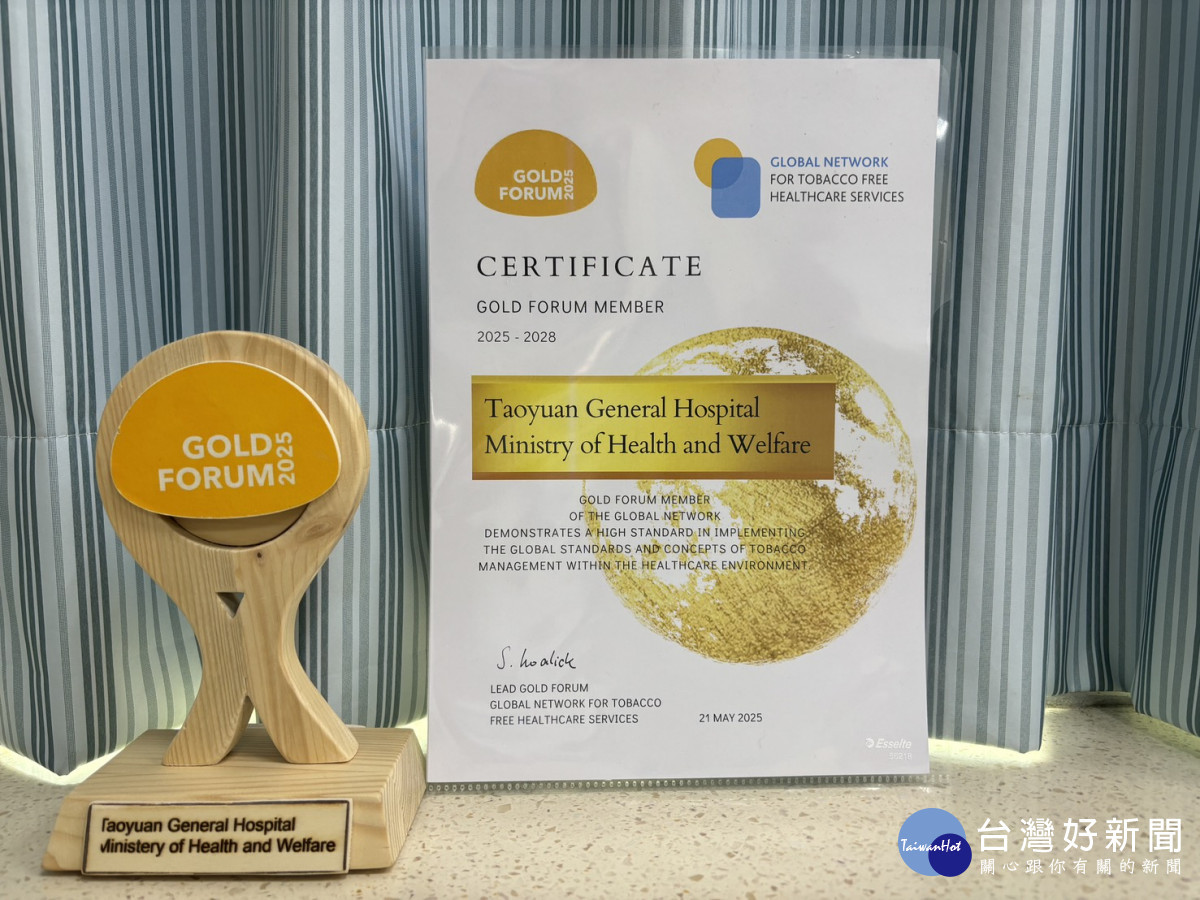 GOLD
FORUM 2025
GLOBAL NETWORK
FOR TOBACCO FREE
HEALTHCARE SERVICES
CERTIFICATE
GOLD FORUM MEMBER
2025 - 2028
Taoyuan General Hospital
Ministry of Health and Welfare
GOLD FORUM MEMBER
OF THE GLOBAL NETWORK
DEMONSTRATES A HIGH STANDARD IN IMPLEMENTING
THE GLOBAL STANDARDS AND CONCEPTS OF TOBACCO
MANAGEMENT WITHIN THE HEALTHCARE ENVIRONMENT
LEAD GOLD FORUM
GLOBAL NETWORK FOR TOBACCO
FREE HEALTHCARE SERVICES
21 MAY 2025
Esselte
GOLD
FORUM 2025
Taoyuan General Hospital
Ministery of Health and Welfare
TaiwanHot
台灣好新聞
關心跟你有關的新聞